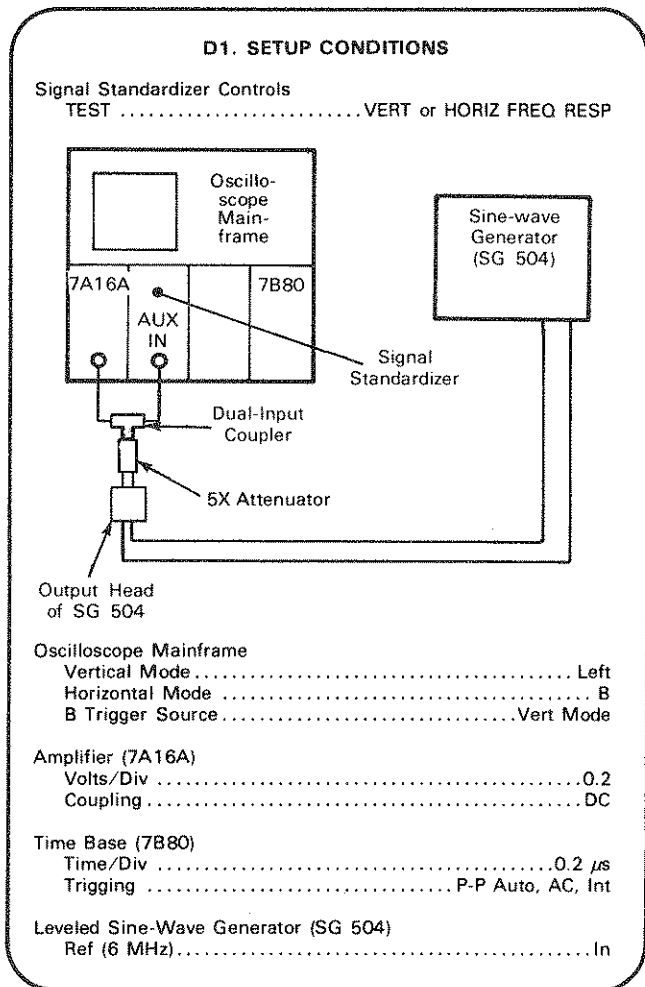 D1. SETUP CONDITIONS
Signal Standardizer Controls
TEST .......................... VERT or HORIZ FREQ RESP
Oscillo-
scope
Main-
frame
Sine-wave
Generator
(SG 504)
7A16A
7B80
AUX
IN
Signal
Standardizer
Dual-Input
Coupler
5X Attenuator
Output Head
of SG 504
Oscilloscope Mainframe
Vertical Mode .......................................... Left
Horizontal Mode .......................................... B
B Trigger Source ................................ Vert Mode
Amplifier (7A16A)
Volts/Div .............................................. 0.2
Coupling ................................................ DC
Time Base (7B80)
Time/Div .............................................. 0.2 μs
Trigging .............................. P-P Auto, AC, Int
Leveled Sine-Wave Generator (SG 504)
Ref (6 MHz) ............................................ In